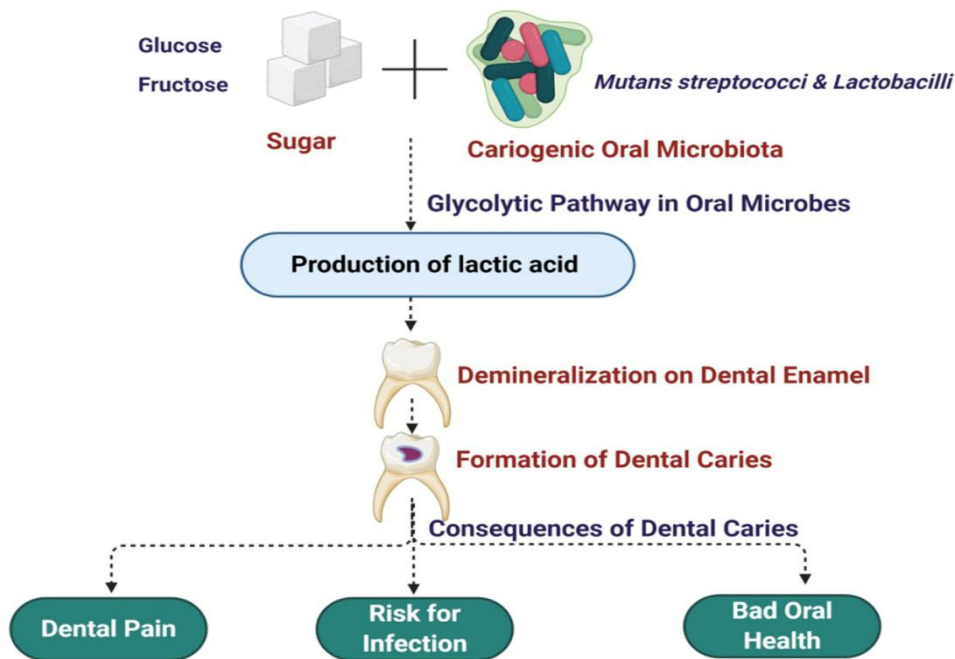 Glucose
Fructose
Sugar
Mutans streptococci & Lactobacilli
Cariogenic Oral Microbiota
Glycolytic Pathway in Oral Microbes
Production of lactic acid
Demineralization on Dental Enamel
Formation of Dental Caries
Consequences of Dental Caries
Dental Pain
Risk for
Infection
Bad Oral
Health